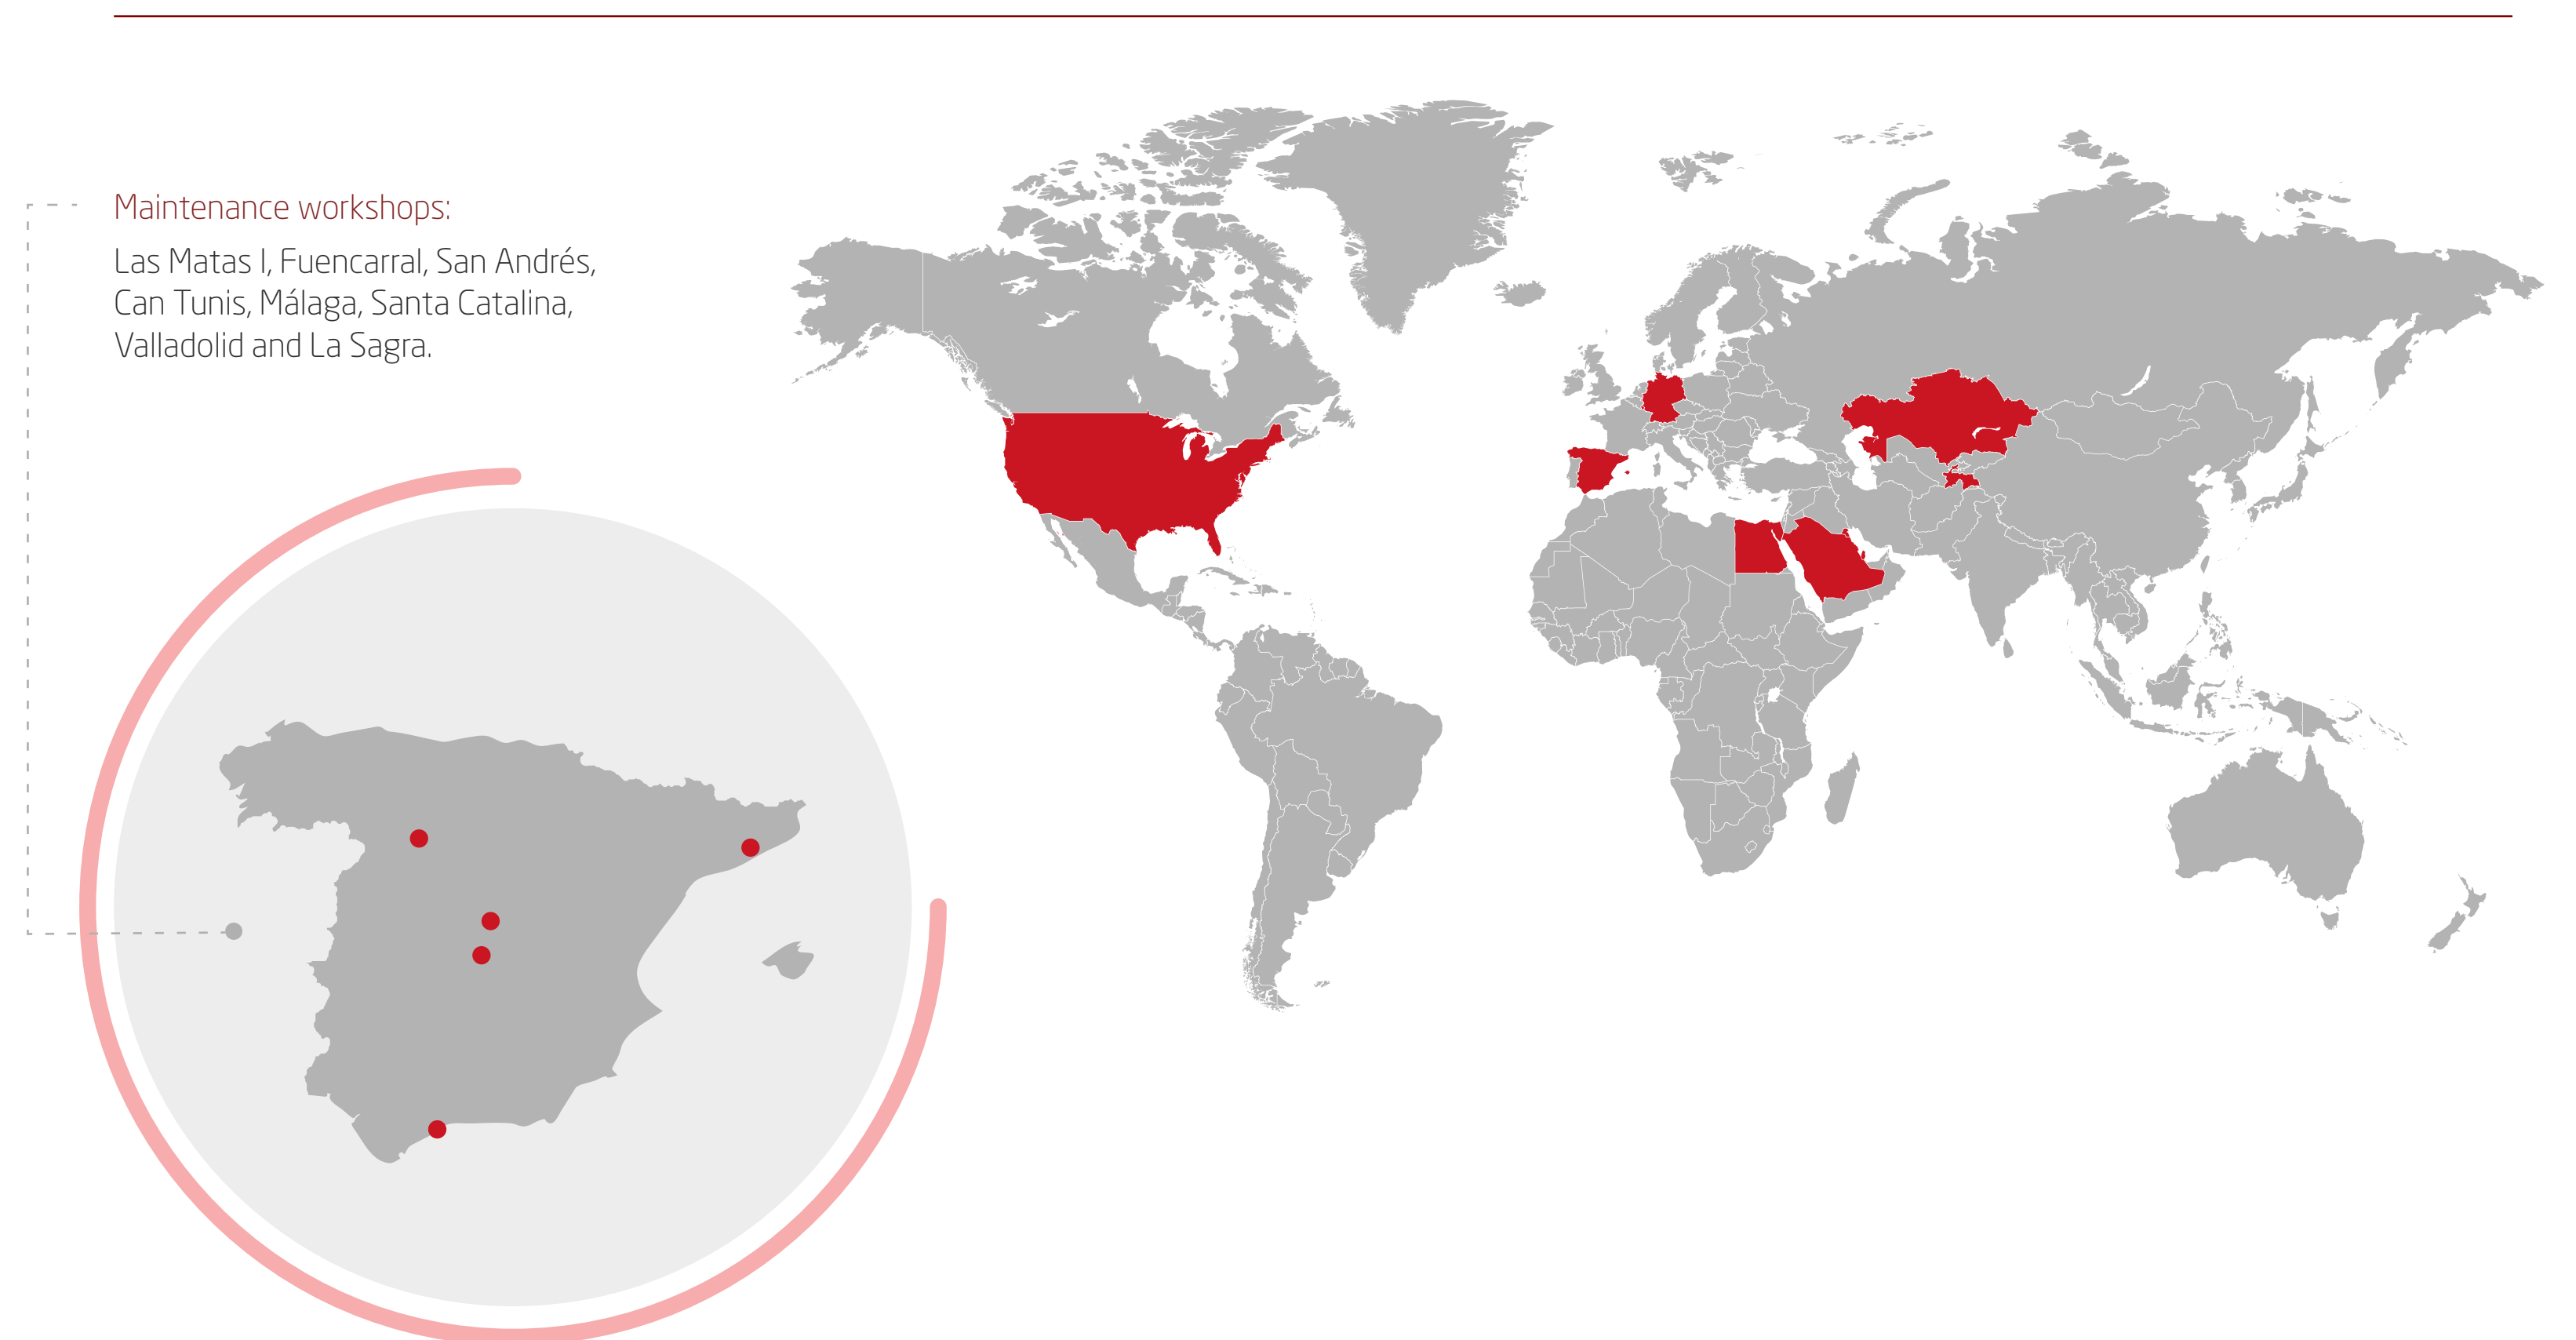 Maintenance workshops:
Las Matas I, Fuencarral, San Andrés,
Can Tunis, Málaga, Santa Catalina,
Valladolid and La Sagra.